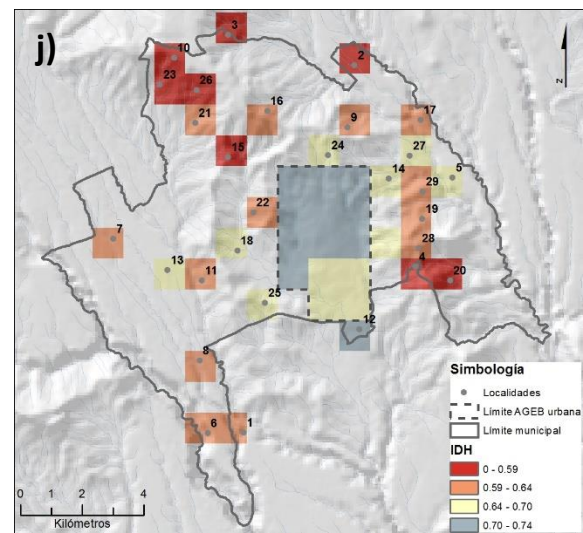 j)
3
10
2
N
23
26
16
21
9
17
15
24
27
14
5
29
22
19
7
18
28
13
11
4
20
25
12
8
6
1
Simbología
Localidades
Límite AGEB urbana
Límite municipal
IDH
0 - 0.59
0.59 - 0.64
0.64 - 0.70
0.70 - 0.74
0 1 2 4
Kilómetros